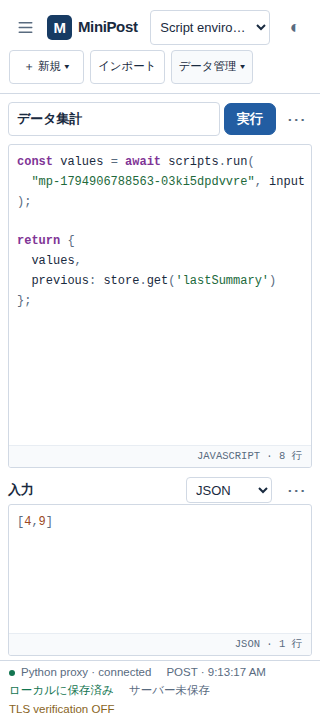 M MiniPost Script enviro…
＋ 新規 ▾ インポート データ管理 ▾
データ集計 実行 ...
const values = await scripts.run(
"mp-1794906788563-03ki5dpdvvre", input
);
return {
values,
previous: store.get('lastSummary')
};
JAVASCRIPT · 8 行
入力 JSON ...
[4,9]
JSON · 1 行
Python proxy · connected POST · 9:13:17 AM
ローカルに保存済み サーバー未保存
TLS verification OFF